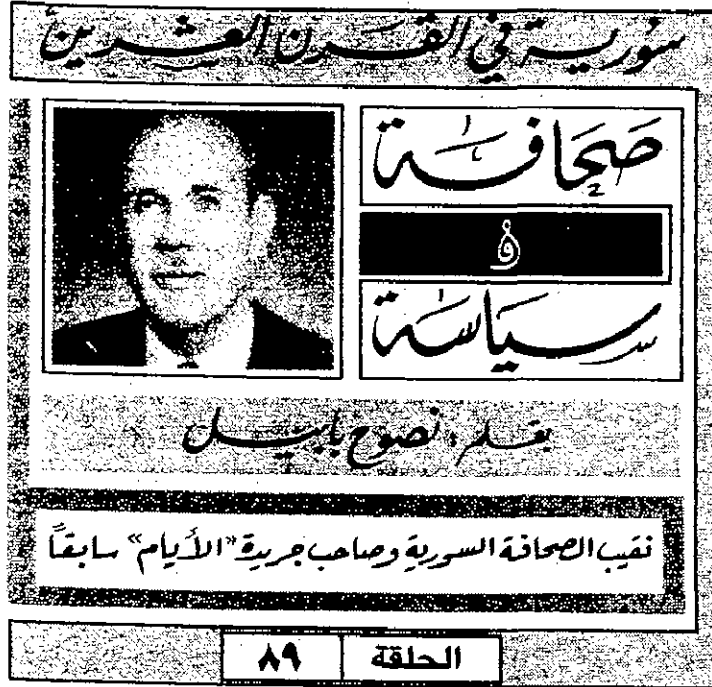 سورية في القرن العشرين
صحافة
و
سياسة
بقلم: نصوح بابيل
نقيب الصحافة السورية وصاحب جريدة "الأيام" سابقاً
الحلقة ٨٩